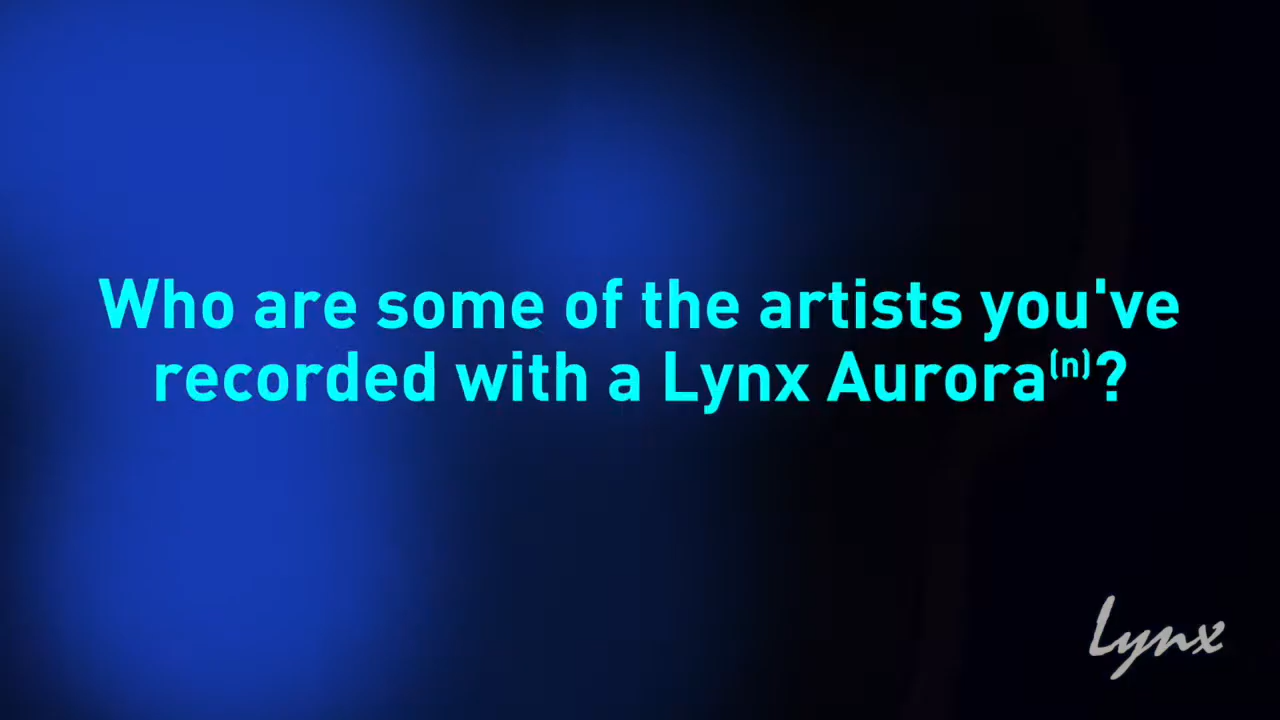 Who are some of the artists you've
recorded with a Lynx Aurora⁽ⁿ⁾?
Lynx